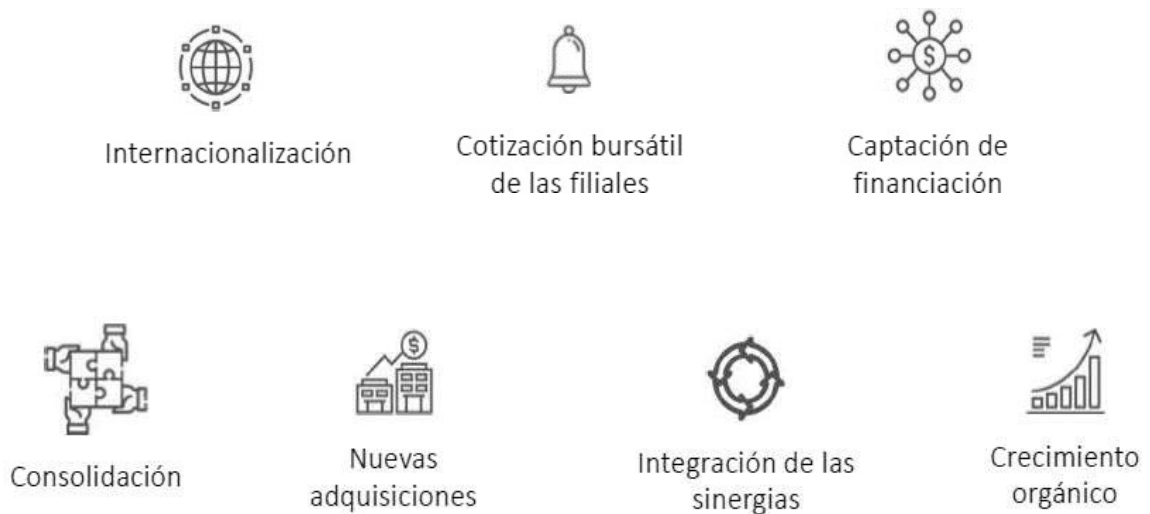 Internacionalización
Cotización bursátil
de las filiales
Captación de
financiación
Consolidación
Nuevas
adquisiciones
Integración de las
sinergias
Crecimiento
orgánico